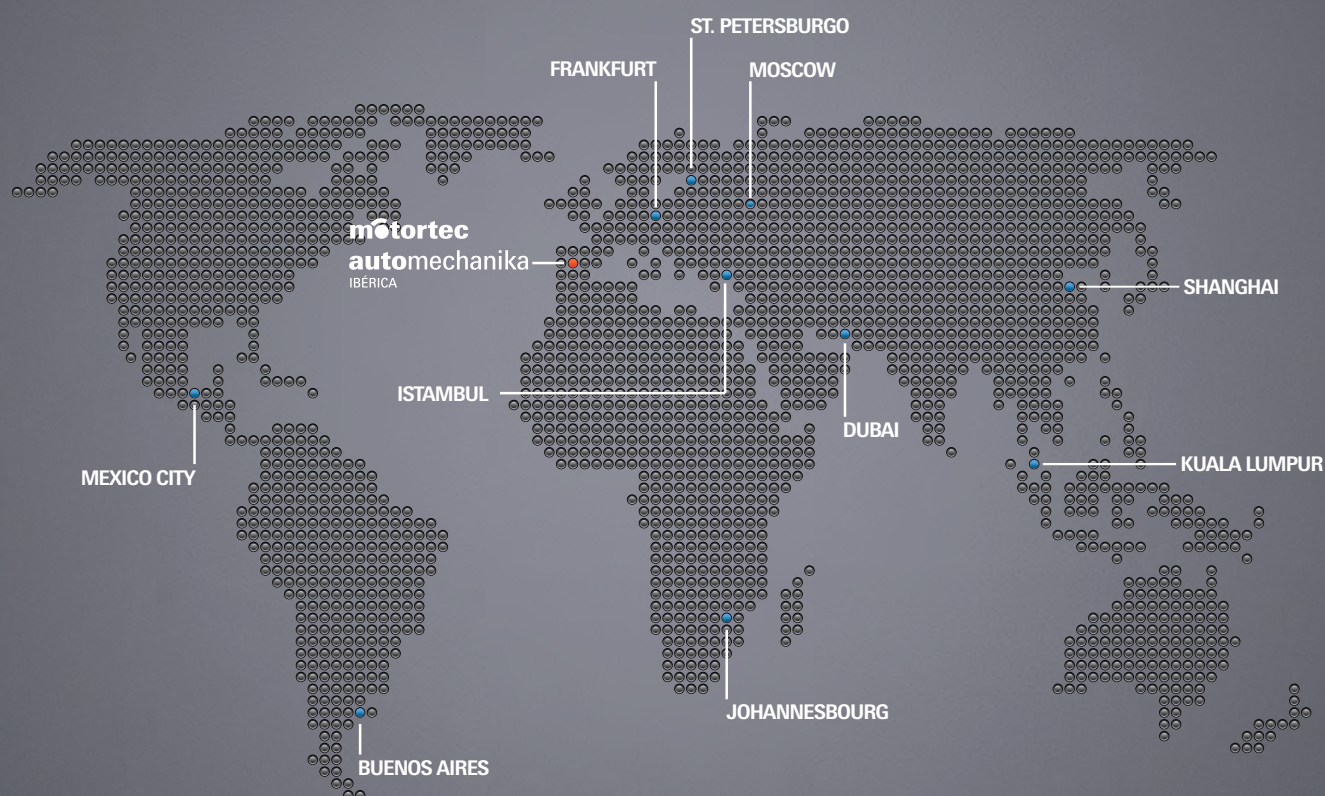 ST. PETERSBURGO
FRANKFURT
MOSCOW
motortec
automechanika
IBÉRICA
SHANGHAI
ISTAMBUL
DUBAI
MEXICO CITY
KUALA LUMPUR
JOHANNESBOURG
BUENOS AIRES